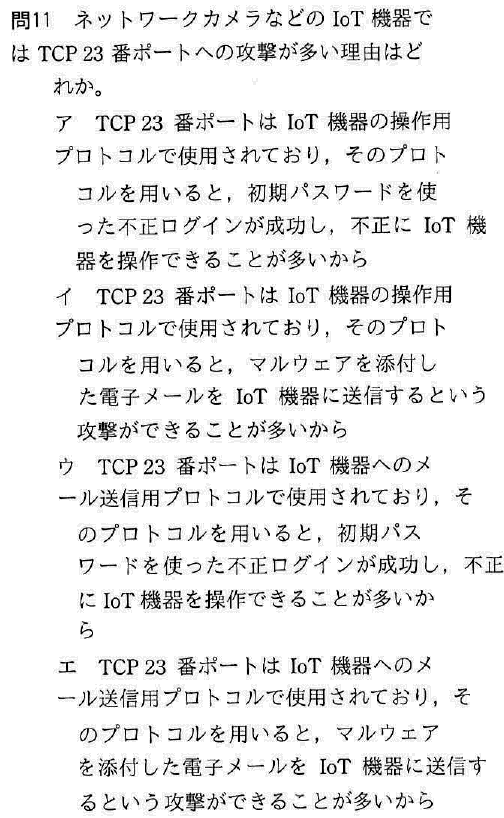 問11　ネットワークカメラなどの IoT 機器で
は TCP 23 番ポートへの攻撃が多い理由はど
れか。
ア　TCP 23 番ポートは IoT 機器の操作用
プロトコルで使用されており，そのプロト
コルを用いると，初期パスワードを使
った不正ログインが成功し，不正に IoT 機
器を操作できることが多いから
イ　TCP 23 番ポートは IoT 機器の操作用
プロトコルで使用されており，そのプロト
コルを用いると，マルウェアを添付し
た電子メールを IoT 機器に送信するという
攻撃ができることが多いから
ウ　TCP 23 番ポートは IoT 機器へのメ
ール送信用プロトコルで使用されており，そ
のプロトコルを用いると，初期パス
ワードを使った不正ログインが成功し，不正
に IoT 機器を操作できることが多いか
ら
エ　TCP 23 番ポートは IoT 機器へのメ
ール送信用プロトコルで使用されており，そ
のプロトコルを用いると，マルウェア
を添付した電子メールを IoT 機器に送信す
るという攻撃ができることが多いから